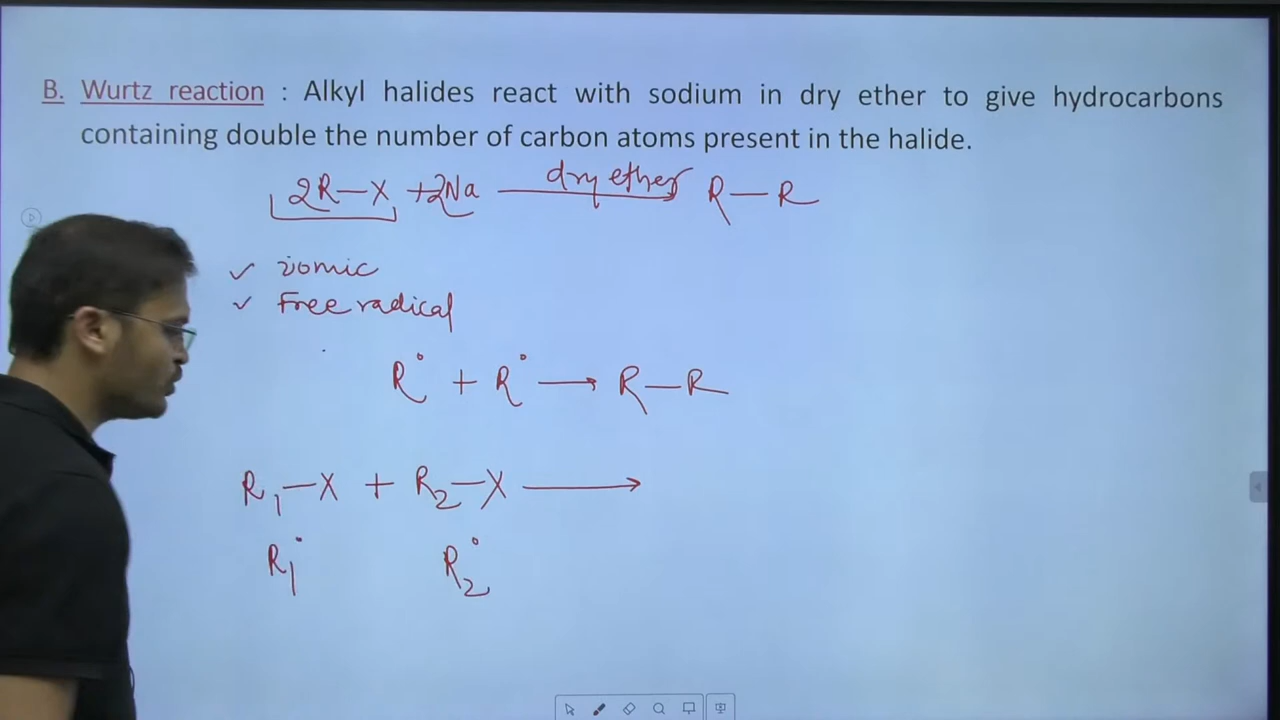 B. Wurtz reaction : Alkyl halides react with sodium in dry ether to give hydrocarbons
containing double the number of carbon atoms present in the halide.
2R—X + 2Na ⟶ dry ether R—R
✓ ionic
✓ Free radical
R° + R° ⟶ R—R
R₁—X + R₂—X ⟶
R₁° R₂°